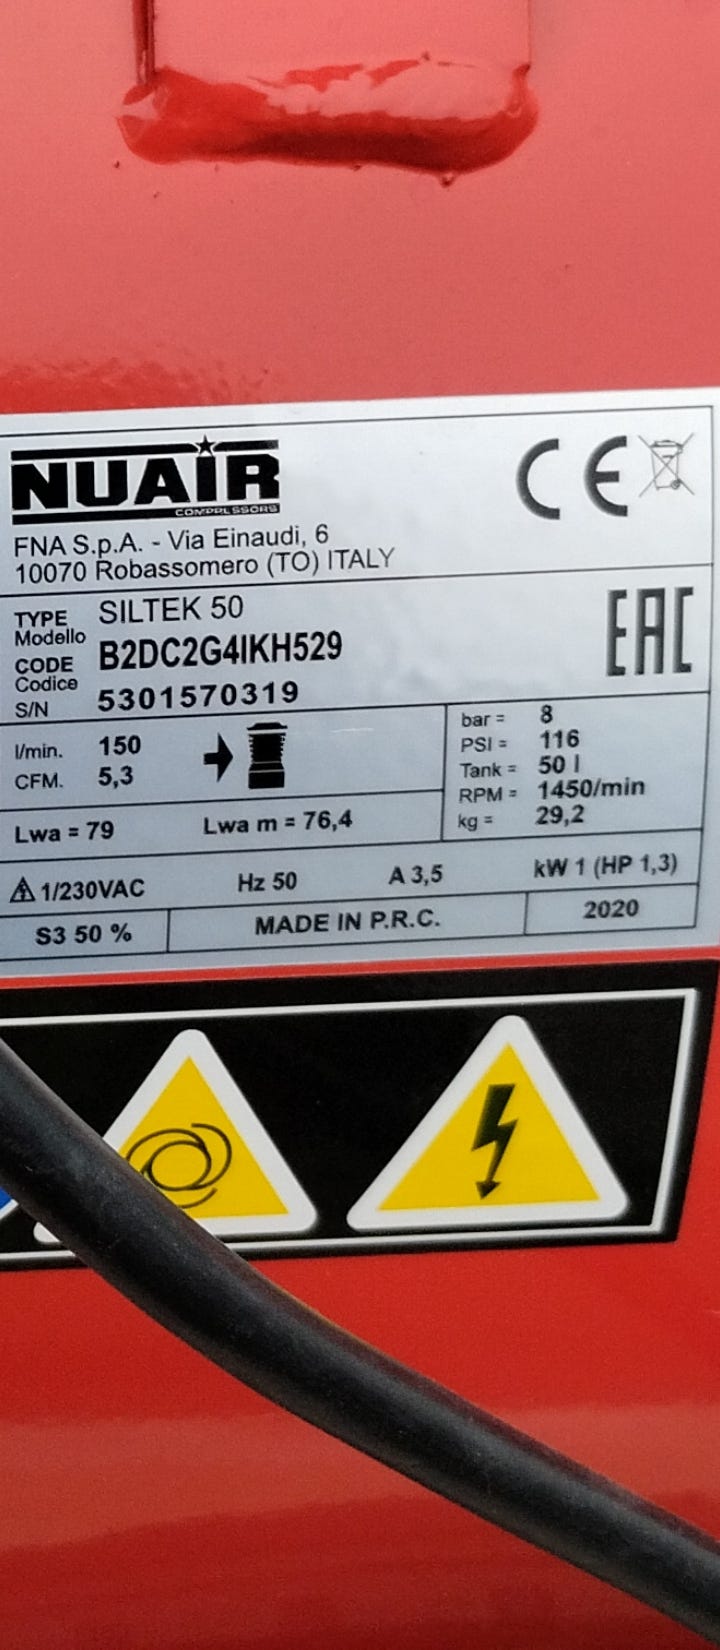 NUAIR
COMPRESSORS
CE
FNA S.p.A. - Via Einaudi, 6
10070 Robassomero (TO) ITALY
TYPE SILTEK 50
Modello
CODE B2DC2G4IKH529
Codice
S/N 5301570319
EAC
l/min. 150
CFM. 5,3
bar = 8
PSI = 116
Tank = 50 l
RPM = 1450/min
kg = 29,2
Lwa = 79 Lwa m = 76,4
1/230VAC Hz 50 A 3,5 kW 1 (HP 1,3)
S3 50 % MADE IN P.R.C. 2020